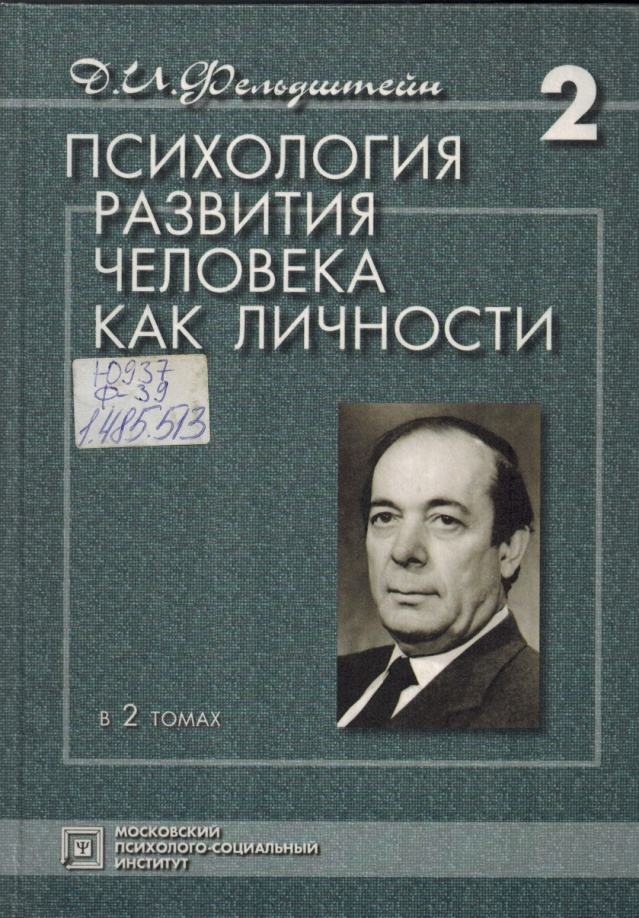 Д.И.Фельдштейн
2
ПСИХОЛОГИЯ
РАЗВИТИЯ
ЧЕЛОВЕКА
КАК ЛИЧНОСТИ
Ю937
Ф-39
1.485.513
в 2 томах
Ψ
МОСКОВСКИЙ
ПСИХОЛОГО-СОЦИАЛЬНЫЙ
ИНСТИТУТ